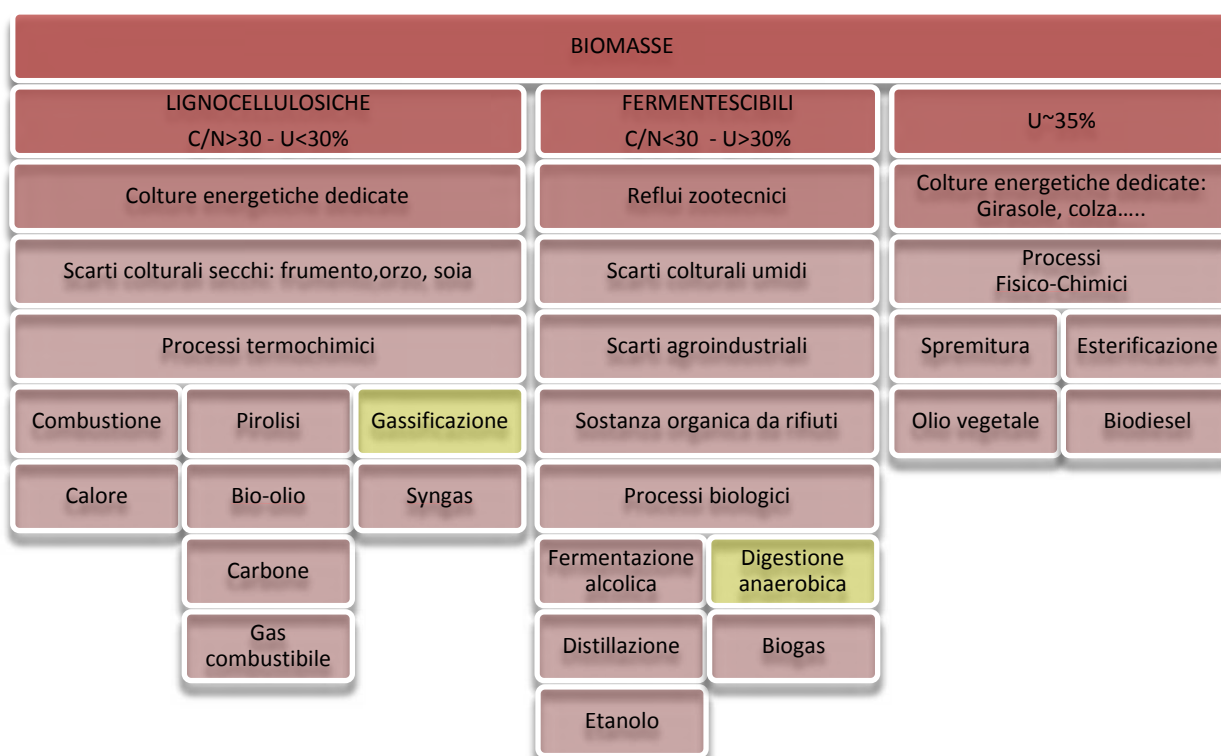 BIOMASSE
LIGNOCELLULOSICHE
C/N>30 - U<30%
FERMENTESCIBILI
C/N<30 - U>30%
U~35%
Colture energetiche dedicate
Reflui zootecnici
Colture energetiche dedicate:
Girasole, colza.....
Scarti colturali secchi: frumento,orzo, soia
Scarti colturali umidi
Processi
Fisico-Chimici
Processi termochimici
Scarti agroindustriali
Spremitura
Esterificazione
Combustione
Pirolisi
Gassificazione
Sostanza organica da rifiuti
Olio vegetale
Biodiesel
Calore
Bio-olio
Syngas
Processi biologici
Carbone
Fermentazione
alcolica
Digestione
anaerobica
Gas
combustibile
Distillazione
Biogas
Etanolo